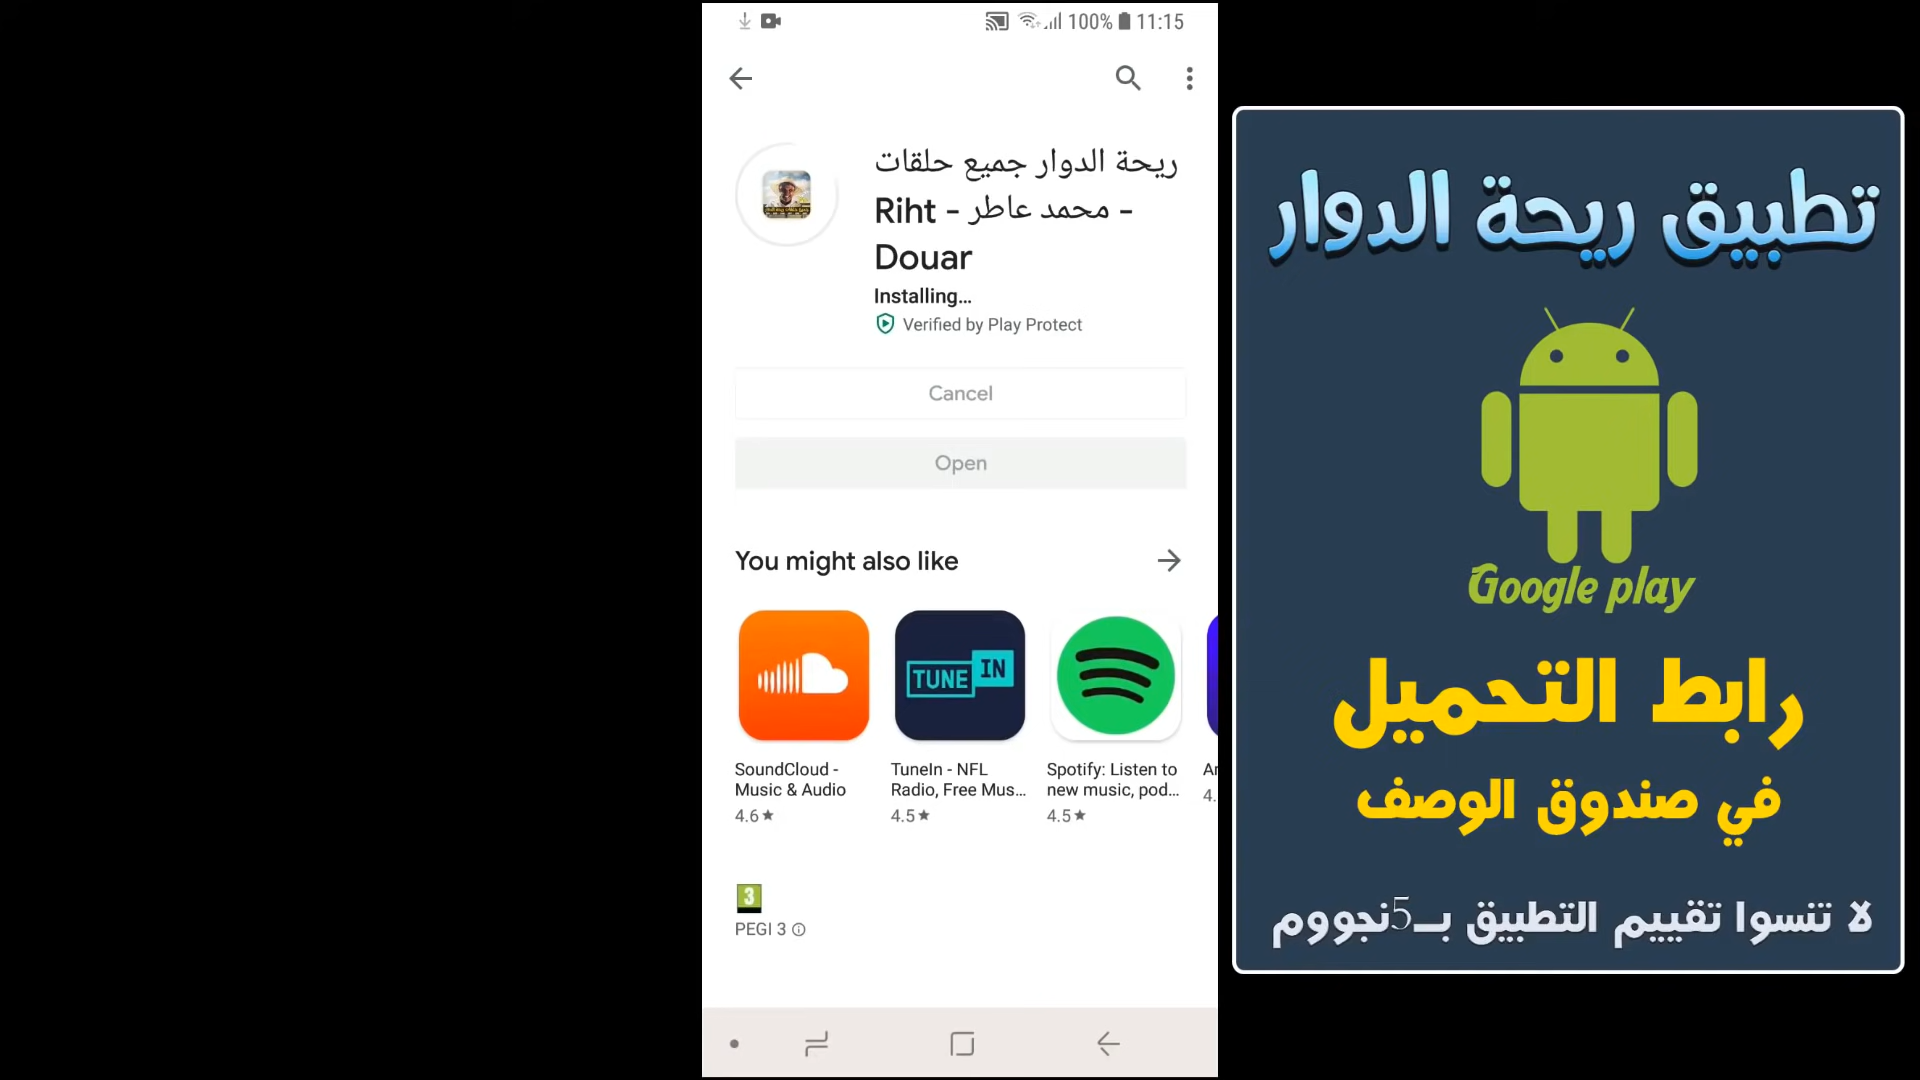 100% 11:15
ريحة الدوار جميع حلقات
- محمد عاطر - Riht
Douar
Installing...
Verified by Play Protect
Cancel
Open
You might also like
TUNE IN
SoundCloud -
Music & Audio
4.6★
TuneIn - NFL
Radio, Free Mus...
4.5★
Spotify: Listen to
new music, pod...
4.5★
4.
3
PEGI 3
تطبيق ريحة الدوار
Google play
رابط التحميل
في صندوق الوصف
لا تنسوا تقييم التطبيق بــ5نجووم